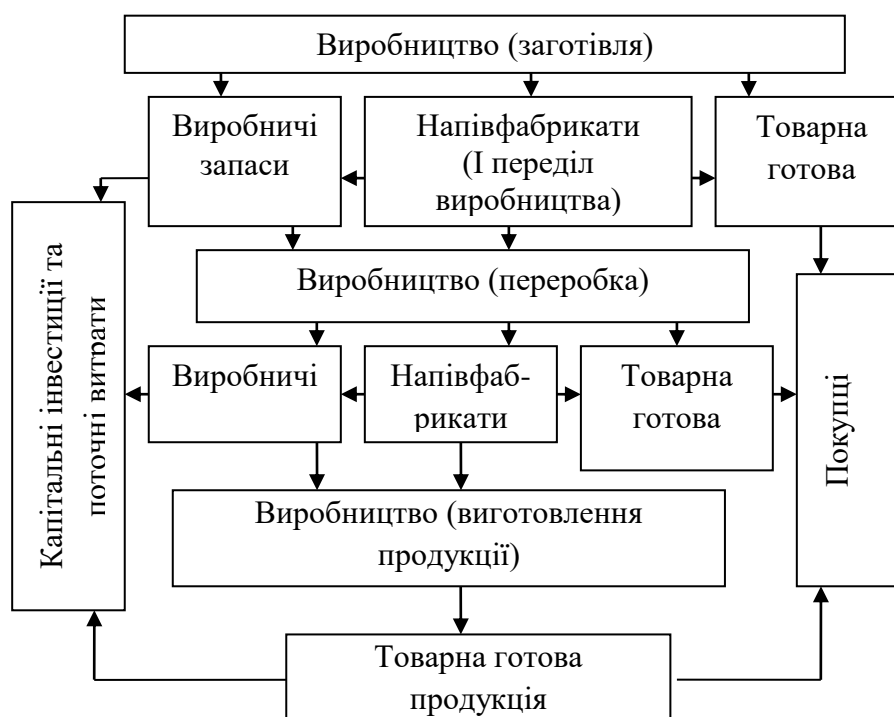 Виробництво (заготівля)
Виробничі
запаси
Напівфабрикати
(І переділ
виробництва)
Товарна
готова
Капітальні інвестиції та
поточні витрати
Виробництво (переробка)
Покупці
Виробничі
Напівфаб-
рикати
Товарна
готова
Виробництво (виготовлення
продукції)
Товарна готова
продукція